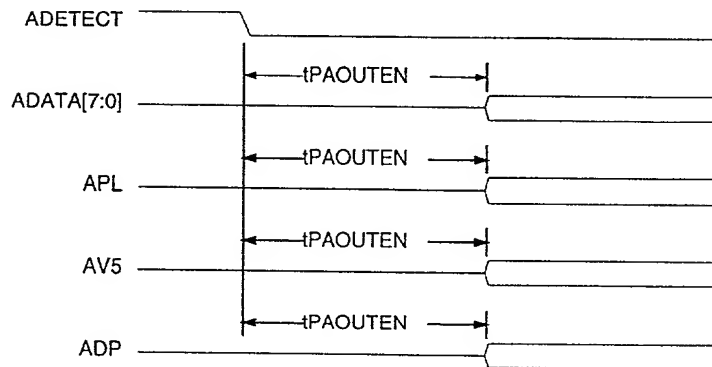 ADETECT
tPAOUTEN
ADATA[7:0]
tPAOUTEN
APL
tPAOUTEN
AV5
tPAOUTEN
ADP